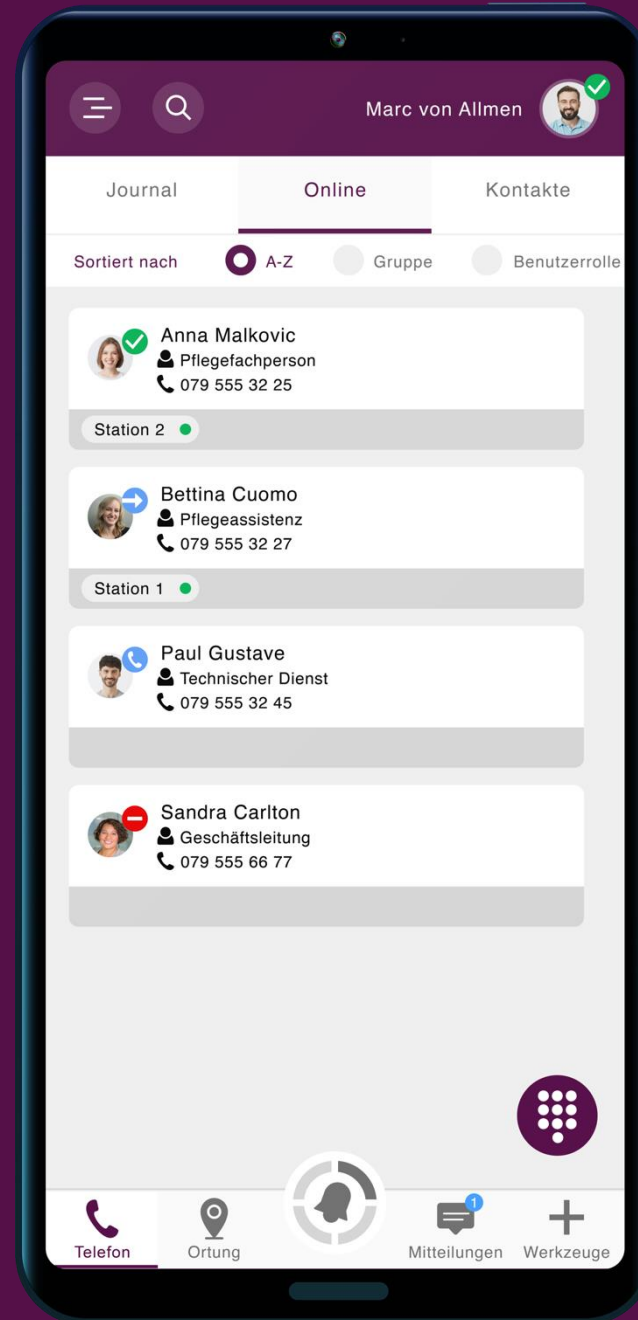 Marc von Allmen
Journal Online Kontakte
Sortiert nach A-Z Gruppe Benutzerrolle
Anna Malkovic
Pflegefachperson
079 555 32 25
Station 2
Bettina Cuomo
Pflegeassistenz
079 555 32 27
Station 1
Paul Gustave
Technischer Dienst
079 555 32 45
Sandra Carlton
Geschäftsleitung
079 555 66 77
1
Telefon Ortung Mitteilungen Werkzeuge